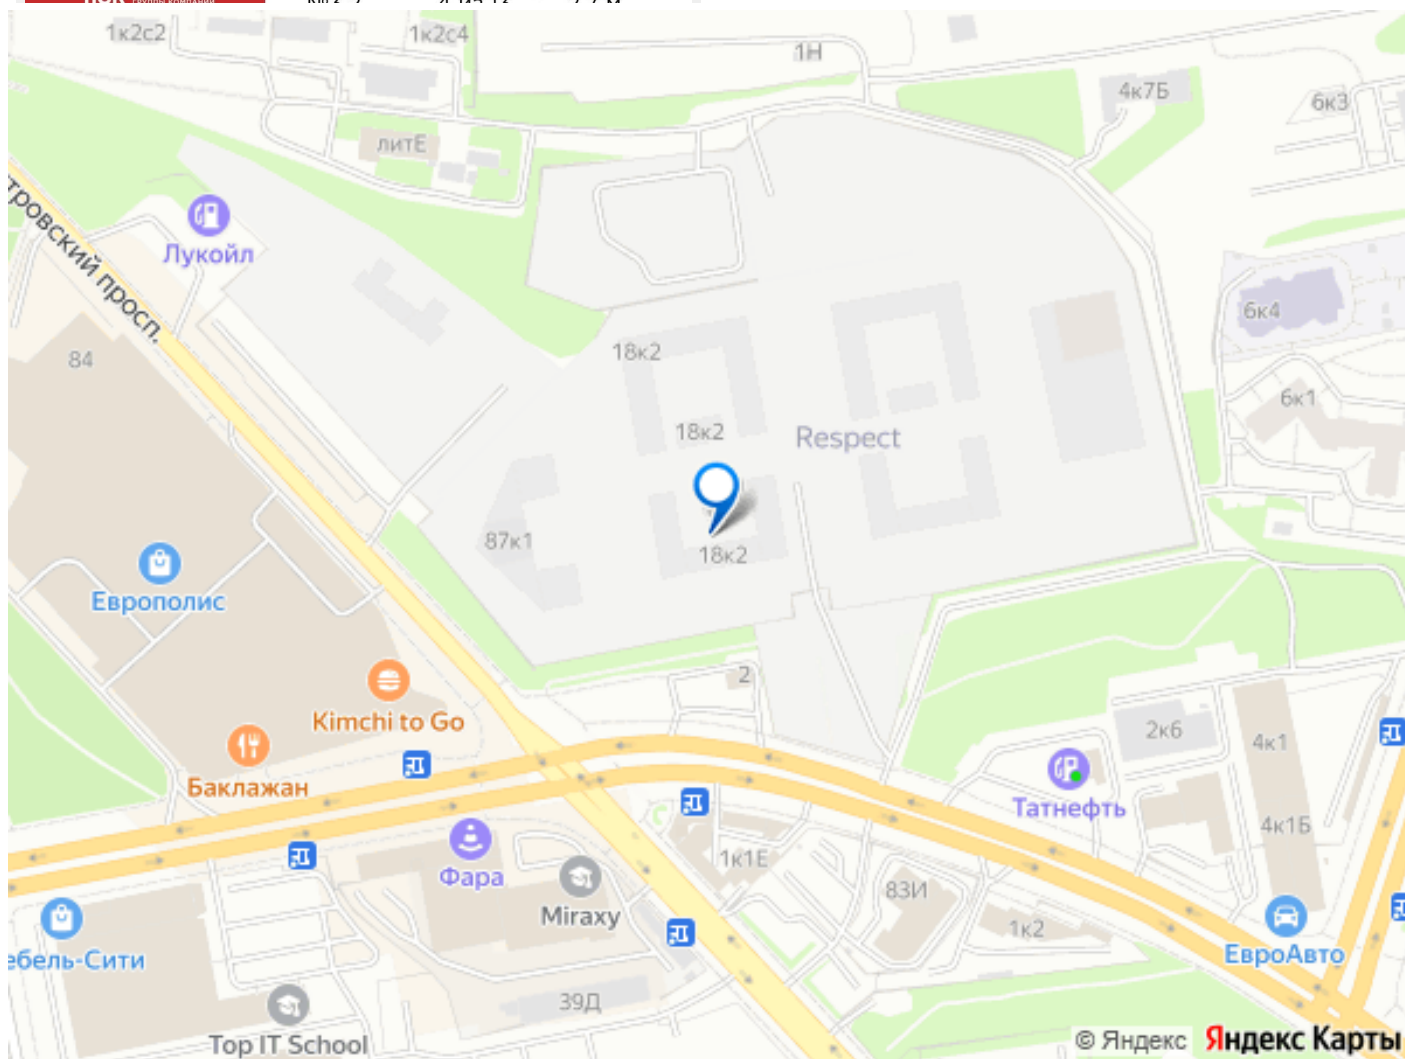 1к2с2
1к2с4
1Н
4к7Б
6к3
литЕ
тровский просп.
Лукойл
6к4
84
18к2
6к1
18к2
Respect
87к1
18к2
Европолис
2
Kimchi to Go
2к6
4к1
Баклажан
Татнефть
4к1Б
1к1Е
Фара
83И
Miraxy
1к2
ебель-Сити
ЕвроАвто
39Д
Top IT School
© Яндекс Яндекс Карты